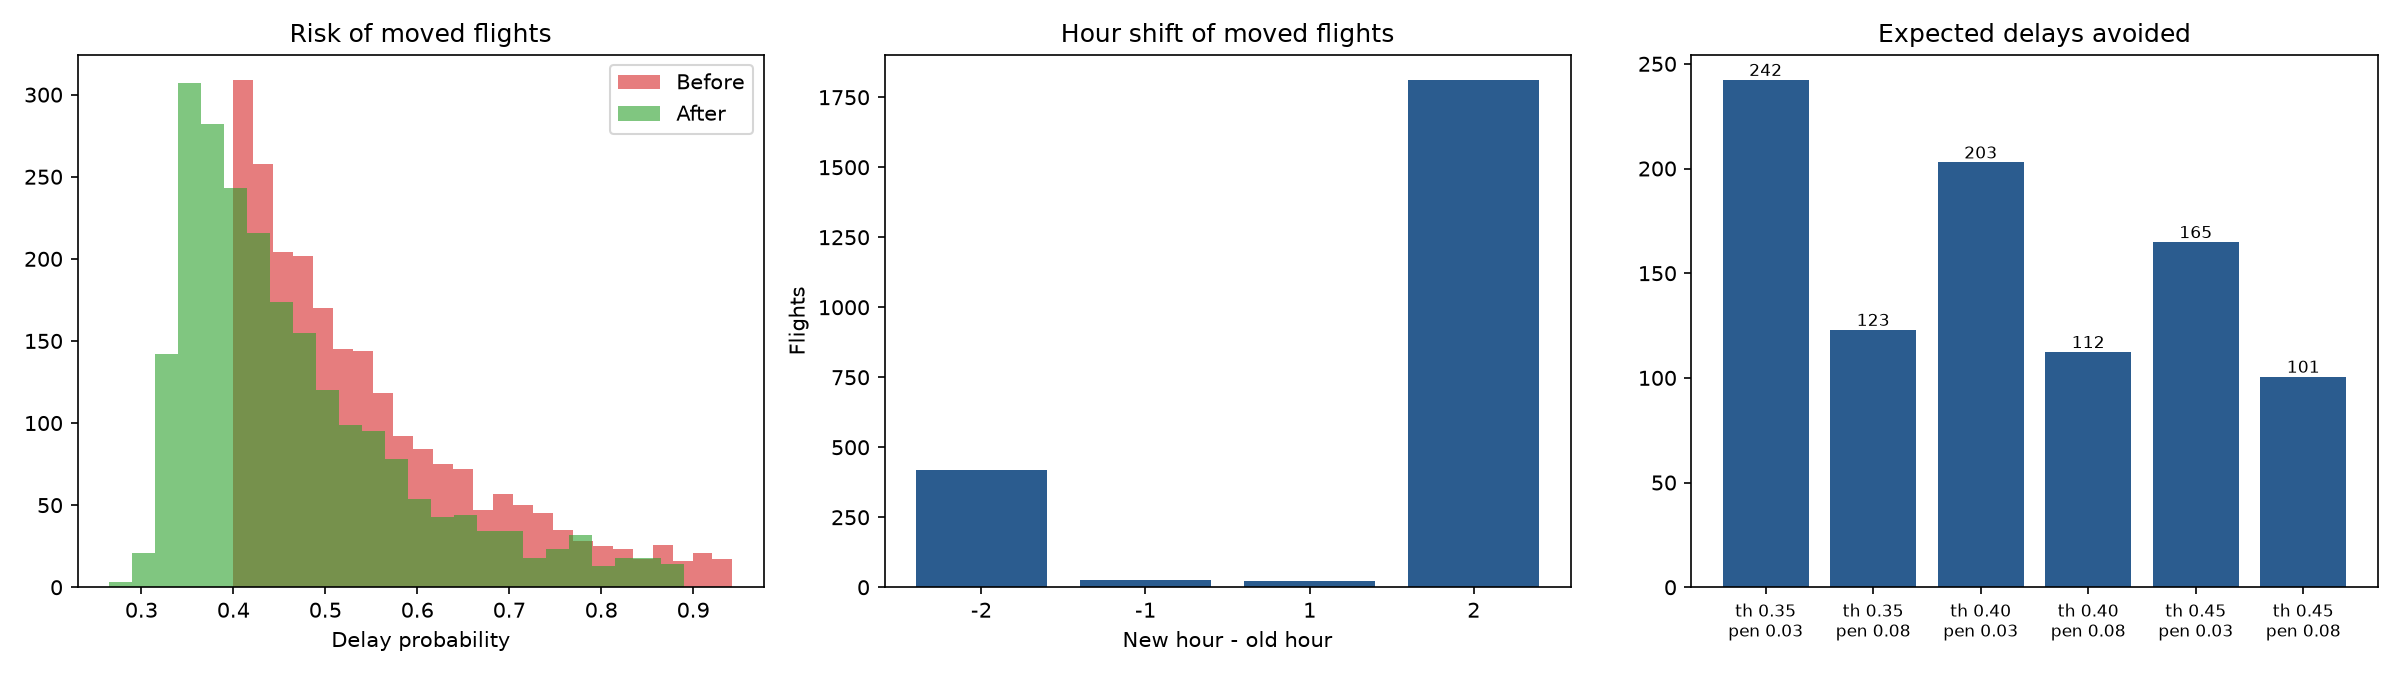 Risk of moved flights
300
250
200
150
100
50
0
0.3 0.4 0.5 0.6 0.7 0.8 0.9
Delay probability
Before
After
Hour shift of moved flights
Flights
1750
1500
1250
1000
750
500
250
0
-2 -1 1 2
New hour - old hour
Expected delays avoided
250
200
150
100
50
0
242
123
203
112
165
101
th 0.35
pen 0.03
th 0.35
pen 0.08
th 0.40
pen 0.03
th 0.40
pen 0.08
th 0.45
pen 0.03
th 0.45
pen 0.08